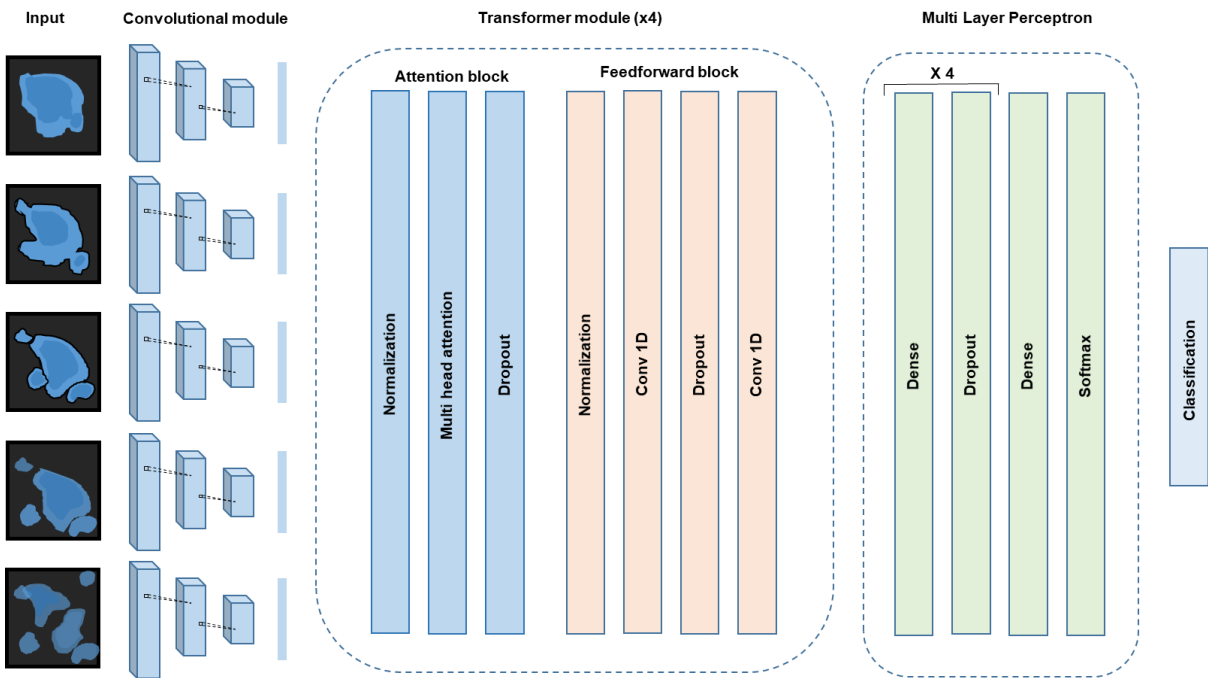 Input
Convolutional module
Transformer module (x4)
Multi Layer Perceptron
Attention block
Feedforward block
X 4
Normalization
Multi head attention
Dropout
Normalization
Conv 1D
Dropout
Conv 1D
Dense
Dropout
Dense
Softmax
Classification